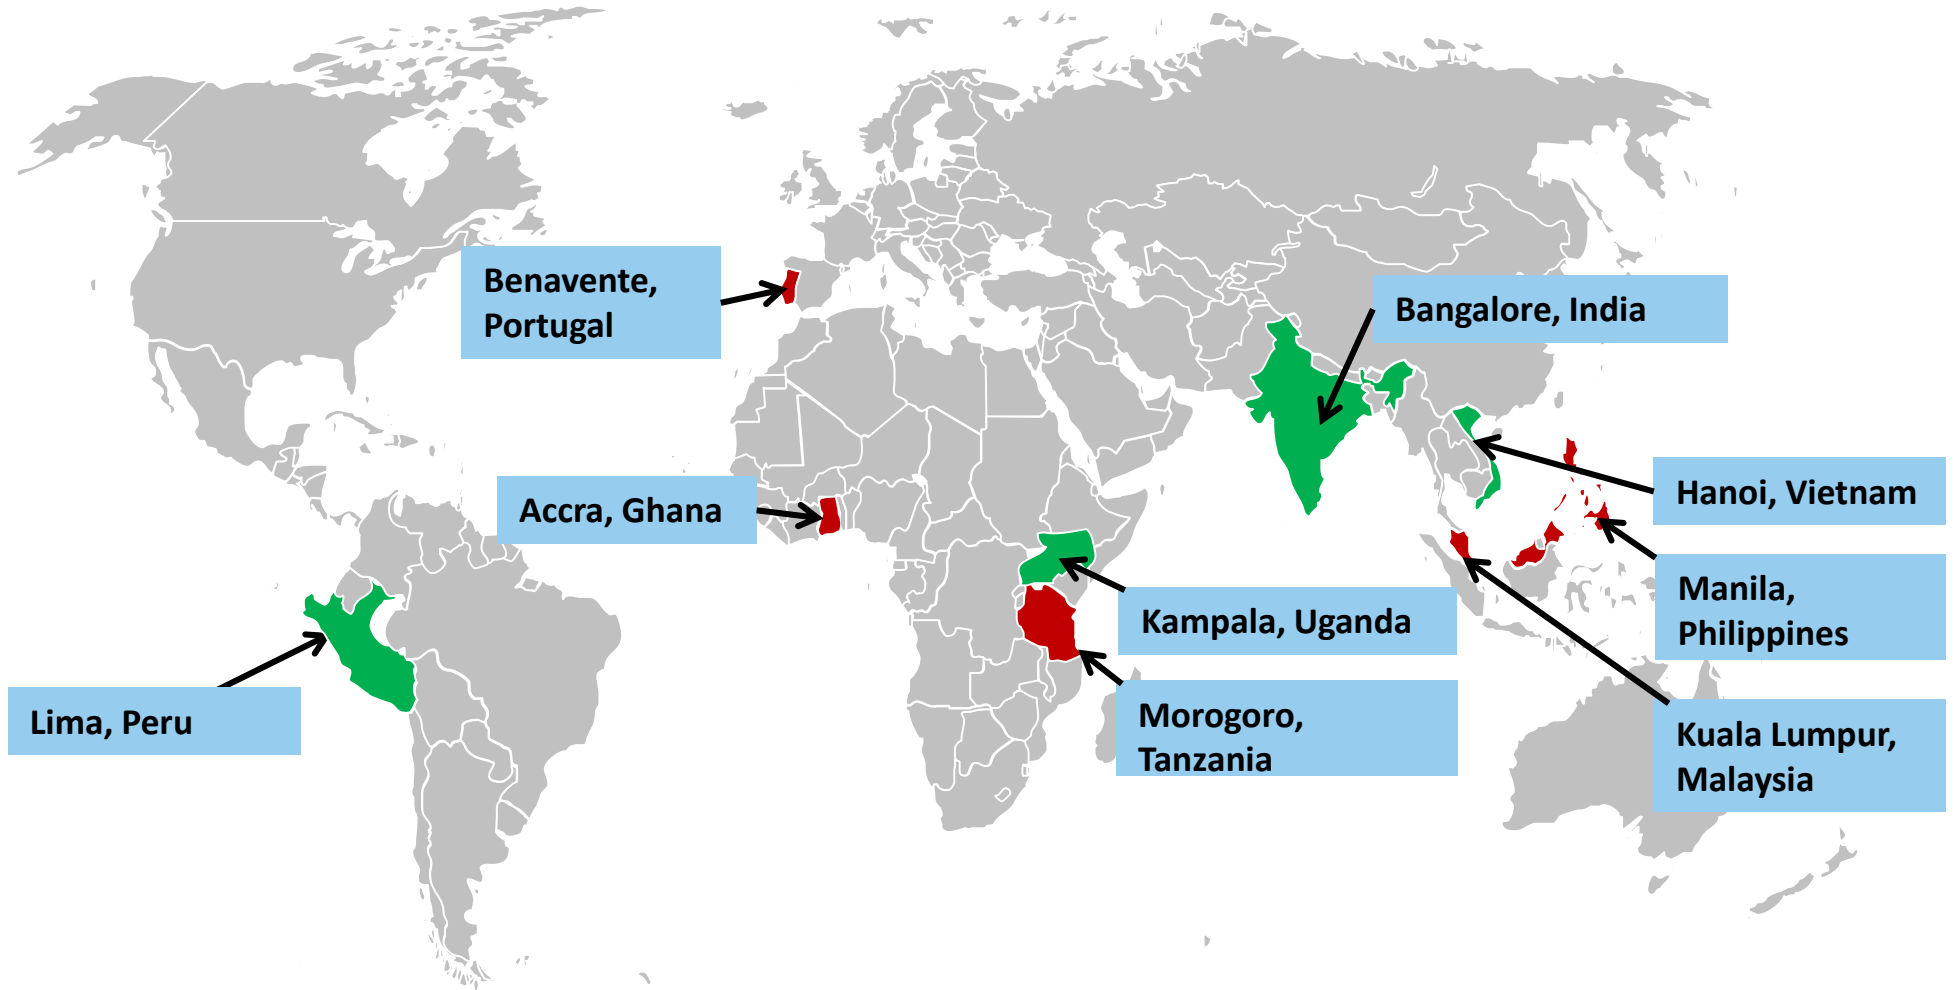 Benavente,
Portugal
Bangalore, India
Accra, Ghana
Hanoi, Vietnam
Manila,
Philippines
Kampala, Uganda
Lima, Peru
Morogoro,
Tanzania
Kuala Lumpur,
Malaysia